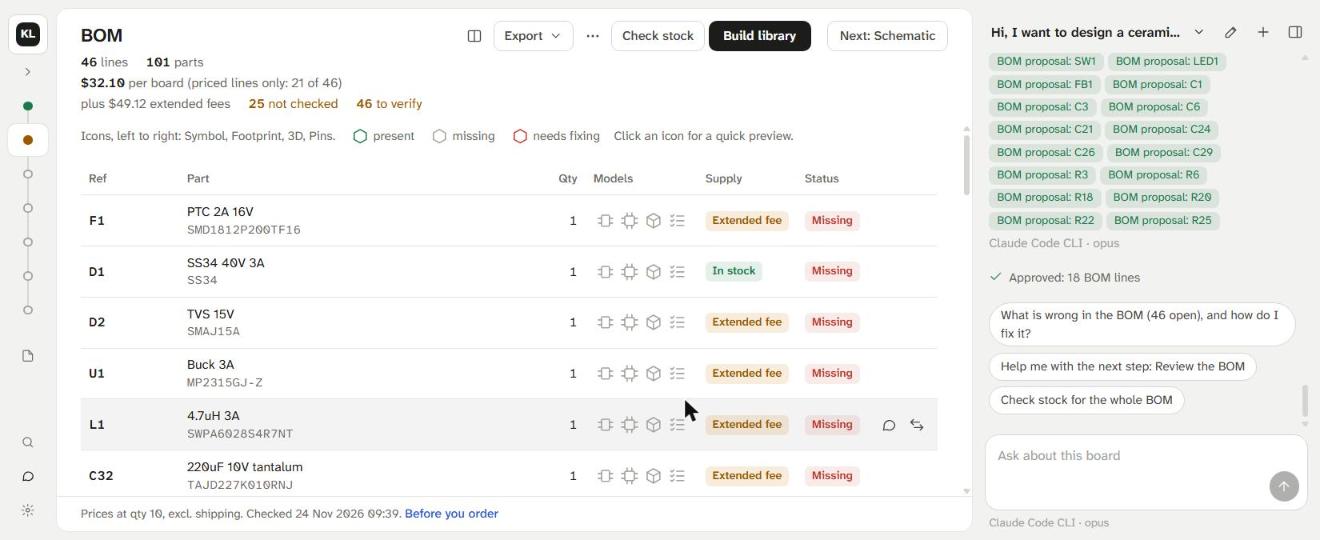 KL
BOM
Export
Check stock
Build library
Next: Schematic
46 lines 101 parts
$32.10 per board (priced lines only: 21 of 46)
plus $49.12 extended fees 25 not checked 46 to verify
Icons, left to right: Symbol, Footprint, 3D, Pins. present missing needs fixing Click an icon for a quick preview.
Ref Part Qty Models Supply Status
F1 PTC 2A 16V 1 Extended fee Missing
SMD1812P200TF16
D1 SS34 40V 3A 1 In stock Missing
SS34
D2 TVS 15V 1 Extended fee Missing
SMAJ15A
U1 Buck 3A 1 Extended fee Missing
MP2315GJ-Z
L1 4.7uH 3A 1 Extended fee Missing
SWPA6028S4R7NT
C32 220uF 10V tantalum 1 Extended fee Missing
TAJD227K010RNJ
Prices at qty 10, excl. shipping. Checked 24 Nov 2026 09:39. Before you order
Hi, I want to design a cerami...
BOM proposal: SW1 BOM proposal: LED1
BOM proposal: FB1 BOM proposal: C1
BOM proposal: C3 BOM proposal: C6
BOM proposal: C21 BOM proposal: C24
BOM proposal: C26 BOM proposal: C29
BOM proposal: R3 BOM proposal: R6
BOM proposal: R18 BOM proposal: R20
BOM proposal: R22 BOM proposal: R25
Claude Code CLI · opus
Approved: 18 BOM lines
What is wrong in the BOM (46 open), and how do I
fix it?
Help me with the next step: Review the BOM
Check stock for the whole BOM
Ask about this board
Claude Code CLI · opus